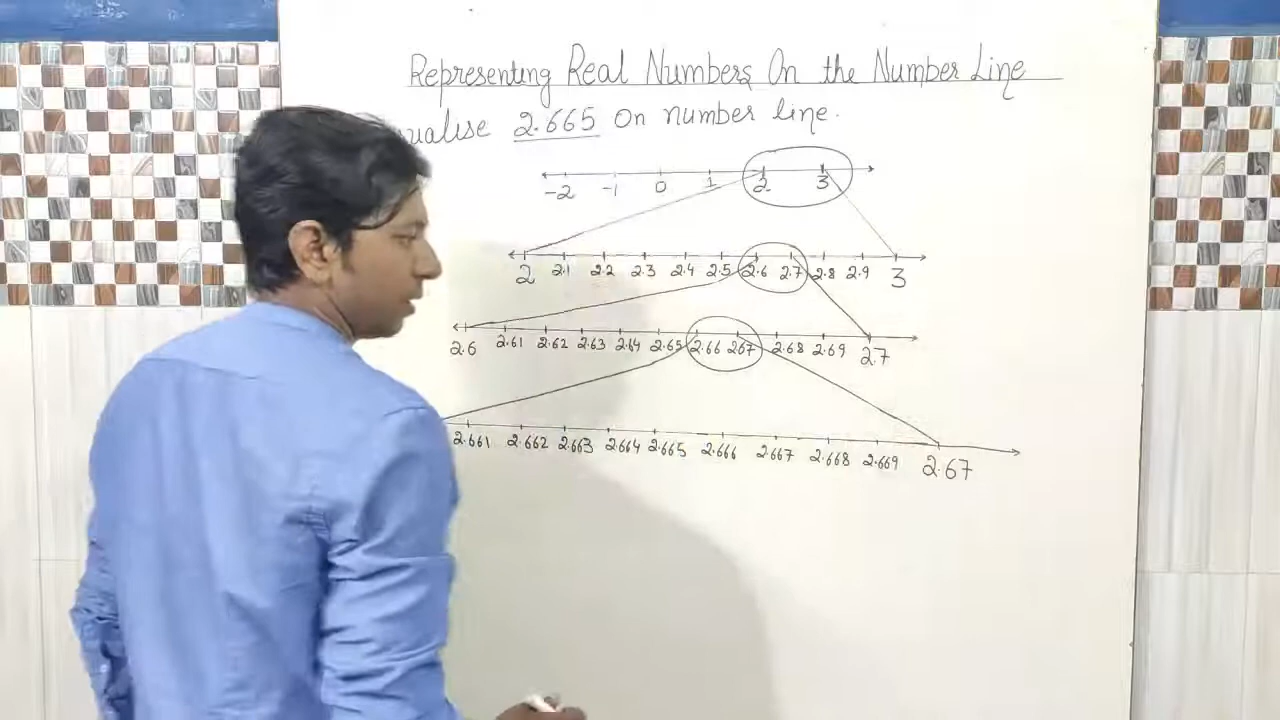 Representing Real Numbers On the Number Line
2.665 On number line.
-2 -1 0 1 2 3
2 2.1 2.2 2.3 2.4 2.5 2.6 2.7 2.8 2.9 3
2.6 2.61 2.62 2.63 2.64 2.65 2.66 2.67 2.68 2.69 2.7
2.661 2.662 2.663 2.664 2.665 2.666 2.667 2.668 2.669 2.67